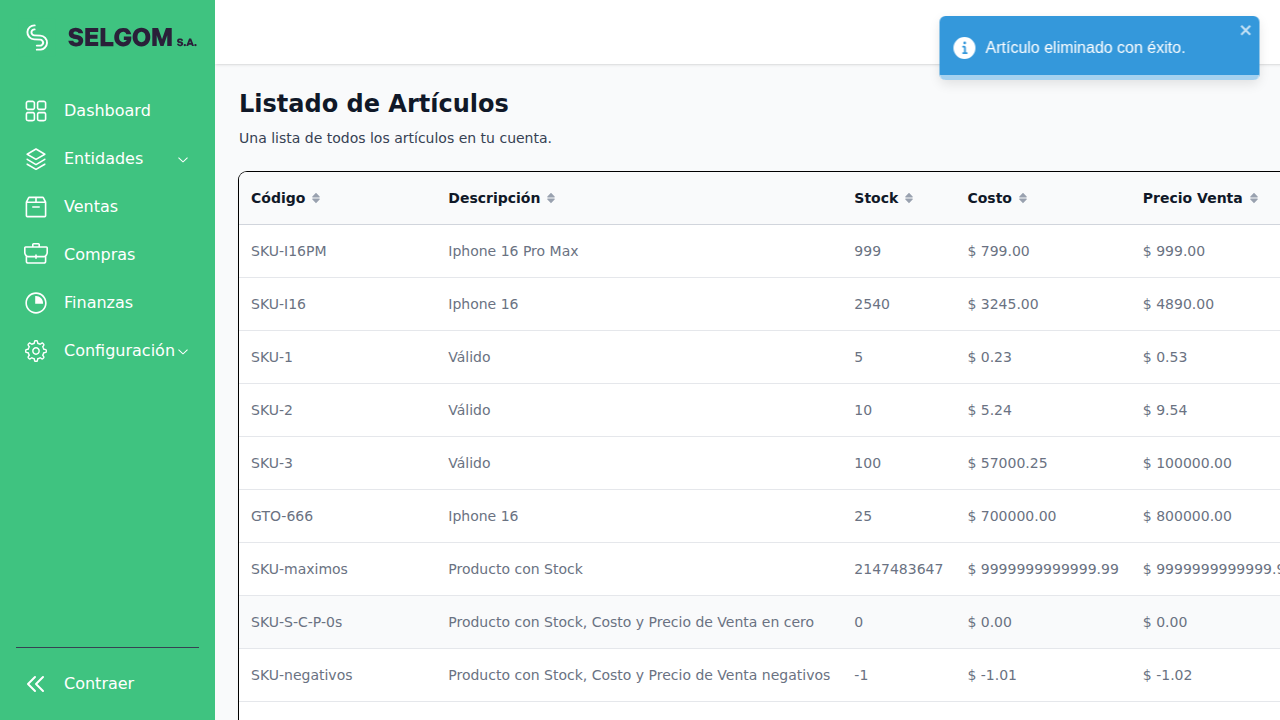 SELGOM S.A.
Dashboard
Entidades
Ventas
Compras
Finanzas
Configuración
Contraer
Artículo eliminado con éxito.
Listado de Artículos
Una lista de todos los artículos en tu cuenta.
Código Descripción Stock Costo Precio Venta
SKU-I16PM Iphone 16 Pro Max 999 $ 799.00 $ 999.00
SKU-I16 Iphone 16 2540 $ 3245.00 $ 4890.00
SKU-1 Válido 5 $ 0.23 $ 0.53
SKU-2 Válido 10 $ 5.24 $ 9.54
SKU-3 Válido 100 $ 57000.25 $ 100000.00
GTO-666 Iphone 16 25 $ 700000.00 $ 800000.00
SKU-maximos Producto con Stock 2147483647 $ 9999999999999.99 $ 9999999999999.9
SKU-S-C-P-0s Producto con Stock, Costo y Precio de Venta en cero 0 $ 0.00 $ 0.00
SKU-negativos Producto con Stock, Costo y Precio de Venta negativos -1 $ -1.01 $ -1.02